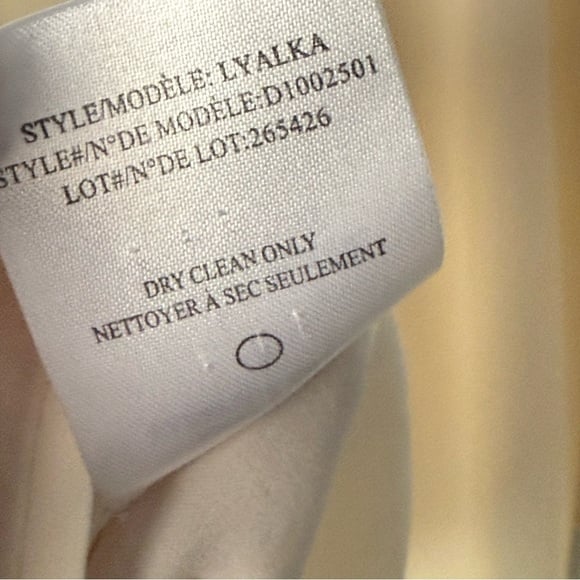 STYLE/MODÈLE: LYALKA
STYLE#/N°DE MODÈLE:D1002501
LOT#/N°DE LOT:265426
DRY CLEAN ONLY
NETTOYER À SEC SEULEMENT